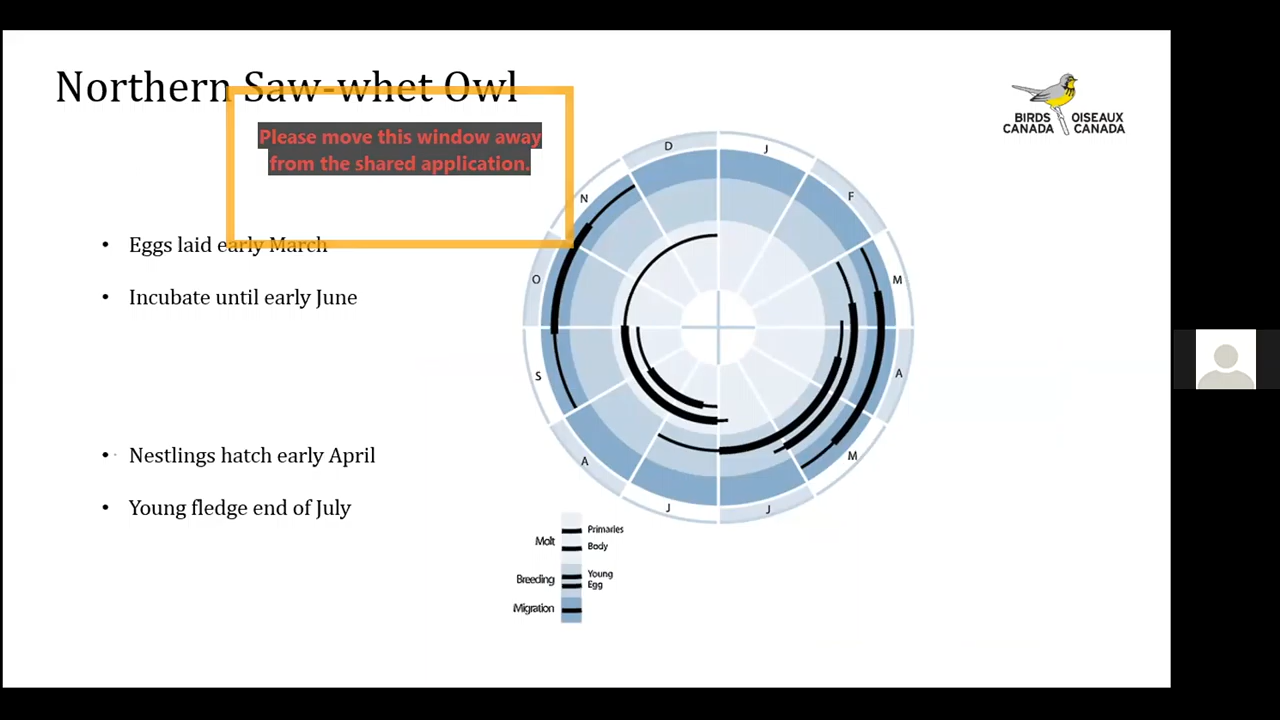 Northern Saw-whet Owl
Please move this window away
from the shared application.
• Eggs laid early March
• Incubate until early June
• Nestlings hatch early April
• Young fledge end of July
BIRDS OISEAUX
CANADA CANADA
D
J
N
F
O
M
S
A
A
M
J
J
Molt
Primaries
Body
Breeding
Young
Egg
Migration